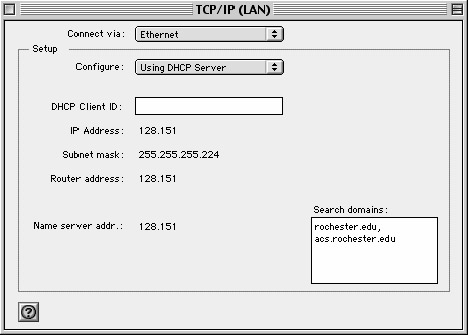 TCP/IP (LAN)
Connect via: Ethernet
Setup
Configure: Using DHCP Server
DHCP Client ID:
IP Address: 128.151
Subnet mask: 255.255.255.224
Router address: 128.151
Search domains:
Name server addr.: 128.151
rochester.edu,
acs.rochester.edu
?